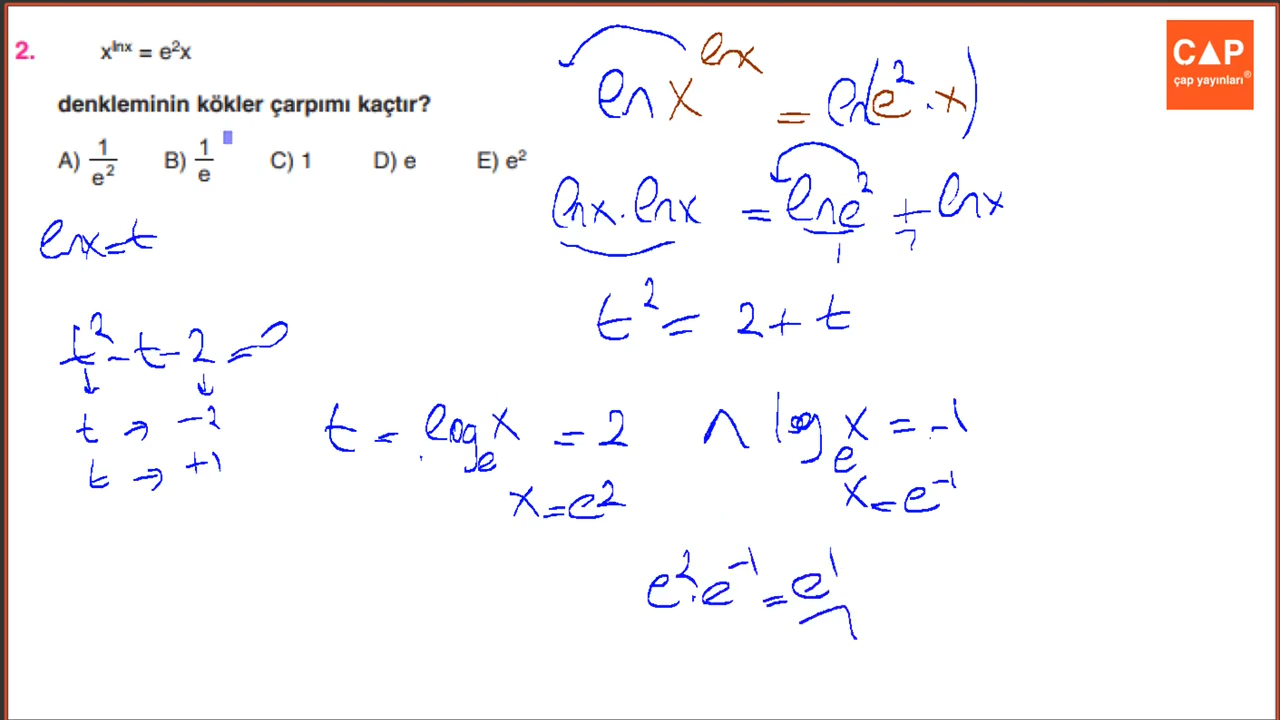 2. x^lnx = e²x
denkleminin kökler çarpımı kaçtır?
A) 1/e² B) 1/e C) 1 D) e E) e²
ÇAP
çap yayınları®
ln x^lnx = ln(e²·x)
lnx·lnx = lne² + lnx
1
lnx=t
t² = 2+t
t²-t-2=0
t → -2
t → +1
t = log_e x = 2 ∧ log_e x = -1
x=e² x=e⁻¹
e²·e⁻¹=e¹